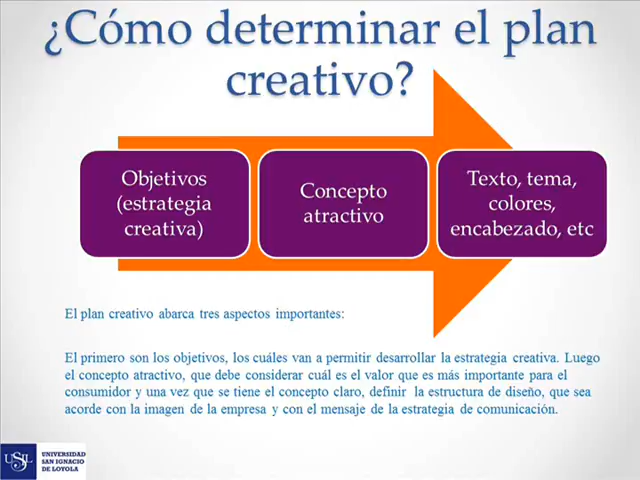 ¿Cómo determinar el plan
creativo?
Objetivos
(estrategia
creativa)
Concepto
atractivo
Texto, tema,
colores,
encabezado, etc
El plan creativo abarca tres aspectos importantes:
El primero son los objetivos, los cuáles van a permitir desarrollar la estrategia creativa. Luego
el concepto atractivo, que debe considerar cuál es el valor que es más importante para el
consumidor y una vez que se tiene el concepto claro, definir la estructura de diseño, que sea
acorde con la imagen de la empresa y con el mensaje de la estrategia de comunicación.
USIL
UNIVERSIDAD
SAN IGNACIO
DE LOYOLA